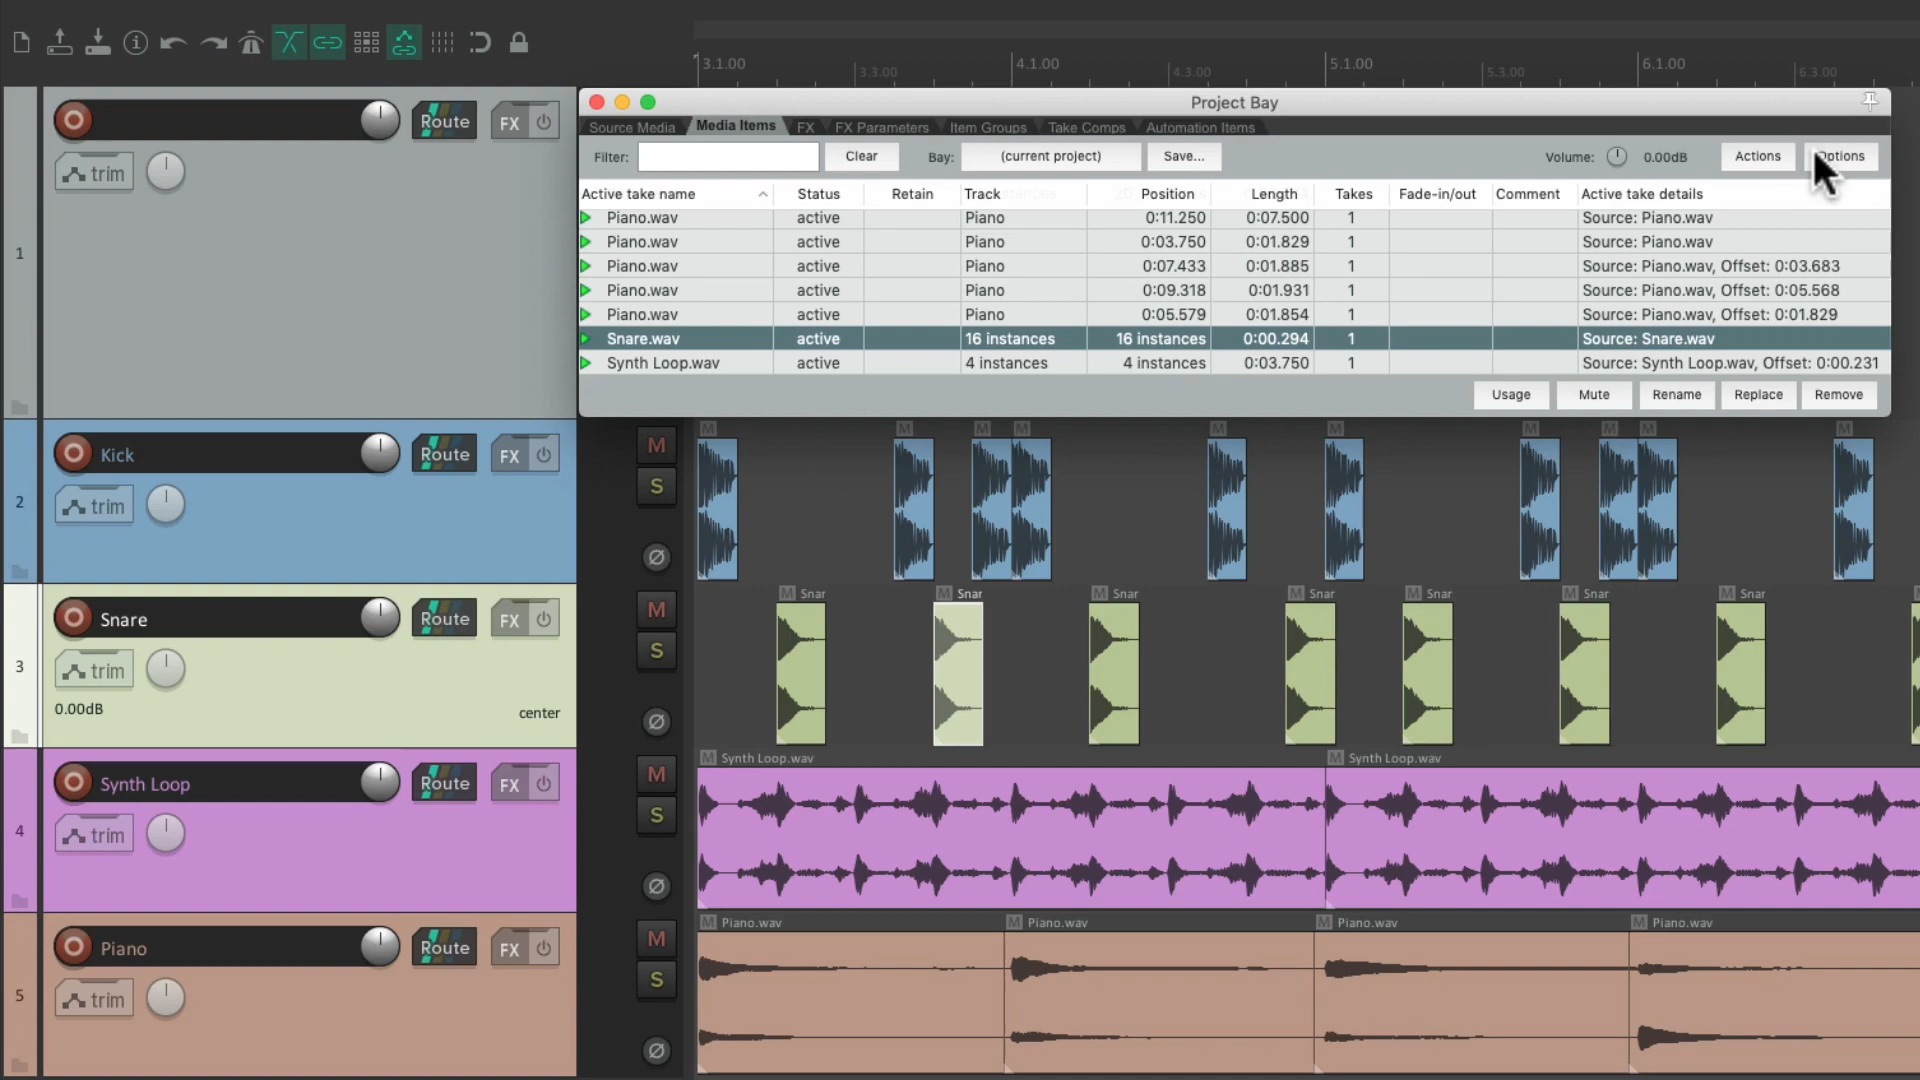 3.1.00 3.3.00 4.1.00 4.3.00 5.1.00 5.3.00 6.1.00 6.3.00
Project Bay
Source Media Media Items FX FX Parameters Item Groups Take Comps Automation Items
Filter: Clear Bay: (current project) Save... Volume: 0.00dB Actions Options
Active take name Status Retain Track Position Length Takes Fade-in/out Comment Active take details
Piano.wav active Piano 0:11.250 0:07.500 1 Source: Piano.wav
Piano.wav active Piano 0:03.750 0:01.829 1 Source: Piano.wav
Piano.wav active Piano 0:07.433 0:01.885 1 Source: Piano.wav, Offset: 0:03.683
Piano.wav active Piano 0:09.318 0:01.931 1 Source: Piano.wav, Offset: 0:05.568
Piano.wav active Piano 0:05.579 0:01.854 1 Source: Piano.wav, Offset: 0:01.829
Snare.wav active 16 instances 16 instances 0:00.294 1 Source: Snare.wav
Synth Loop.wav active 4 instances 4 instances 0:03.750 1 Source: Synth Loop.wav, Offset: 0:00.231
Usage Mute Rename Replace Remove
1 Route FX
trim
2 Kick Route FX M
trim S
M M M M M M M M M M
3 Snare Route FX M
trim S
0.00dB center
M Snar M Snar M Snar M Snar M Snar M Snar M Snar
4 Synth Loop Route FX M
trim S
M Synth Loop.wav M Synth Loop.wav
5 Piano Route FX M
trim S
M Piano.wav M Piano.wav M Piano.wav M Piano.wav